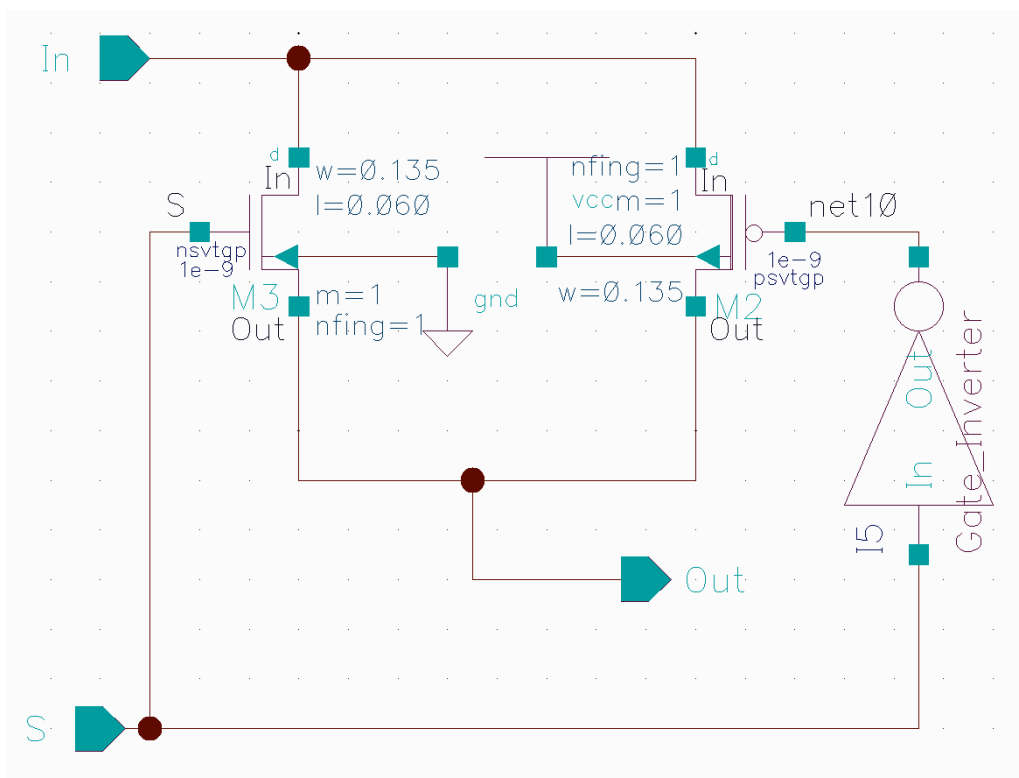 In
d
In
w=0.135
l=0.060
S
nsvtgp
1e-9
M3
Out
m=1
nfing=1
gnd
nfing=1
d
In
vcc
m=1
l=0.060
w=0.135
net10
1e-9
psvtgp
M2
Out
Out
In
Gate_Inverter
I5
Out
S